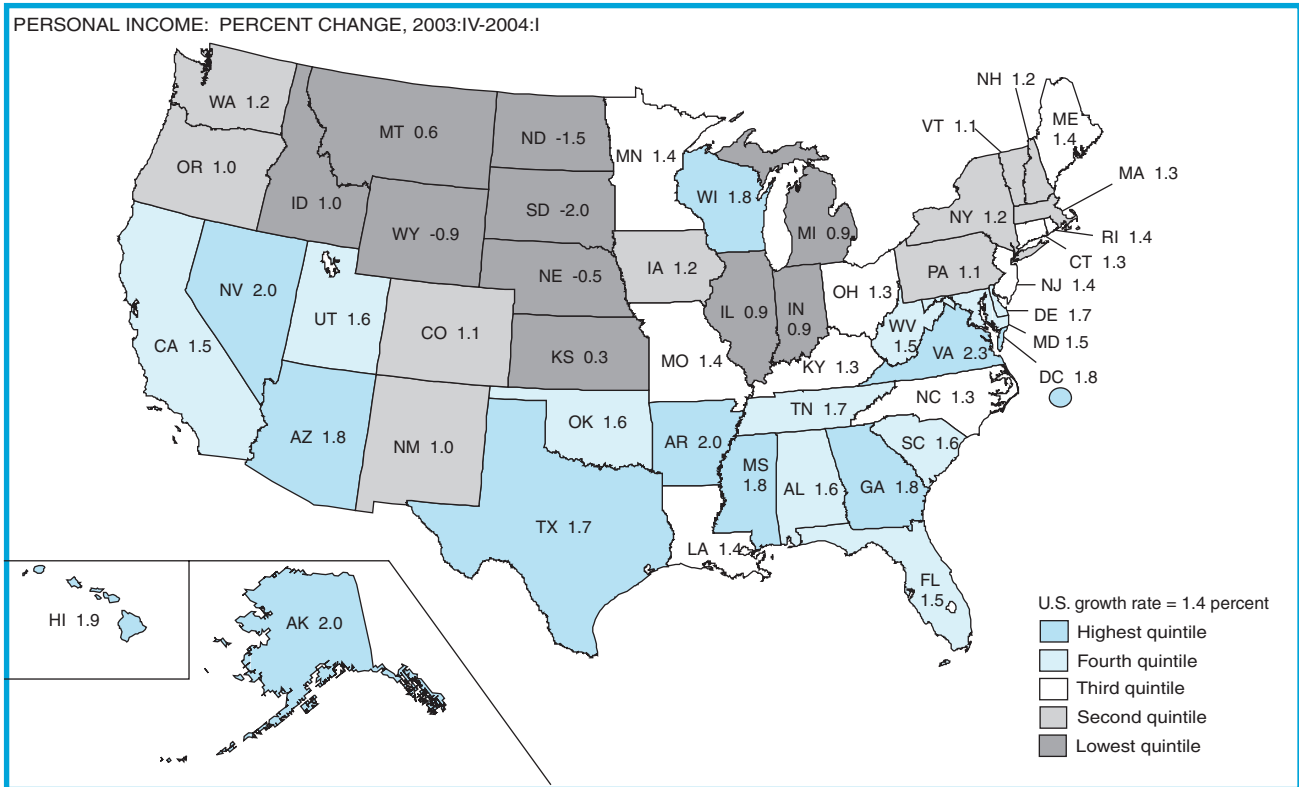 PERSONAL INCOME: PERCENT CHANGE, 2003:IV-2004:I
WA 1.2
MT 0.6
ND -1.5
MN 1.4
NH 1.2
VT 1.1
ME
1.4
OR 1.0
ID 1.0
WY -0.9
SD -2.0
WI 1.8
MI 0.9
NY 1.2
MA 1.3
RI 1.4
CT 1.3
NJ 1.4
DE 1.7
MD 1.5
DC 1.8
NV 2.0
UT 1.6
CO 1.1
NE -0.5
KS 0.3
IA 1.2
MO 1.4
IL 0.9
IN
0.9
OH 1.3
PA 1.1
WV
1.5
VA 2.3
KY 1.3
CA 1.5
AZ 1.8
NM 1.0
OK 1.6
AR 2.0
TN 1.7
NC 1.3
SC 1.6
MS
1.8
AL 1.6
GA 1.8
TX 1.7
LA 1.4
FL
1.5
HI 1.9
AK 2.0
U.S. growth rate = 1.4 percent
Highest quintile
Fourth quintile
Third quintile
Second quintile
Lowest quintile